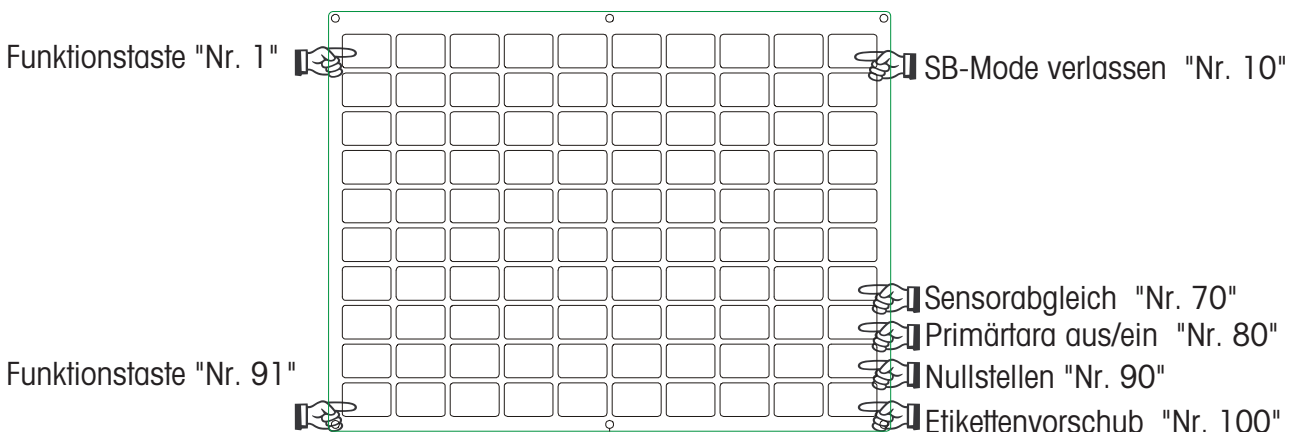 Funktionstaste "Nr. 1"
SB-Mode verlassen "Nr. 10"
Sensorabgleich "Nr. 70"
Primärtara aus/ein "Nr. 80"
Funktionstaste "Nr. 91"
Nullstellen "Nr. 90"
Etikettenvorschub "Nr. 100"